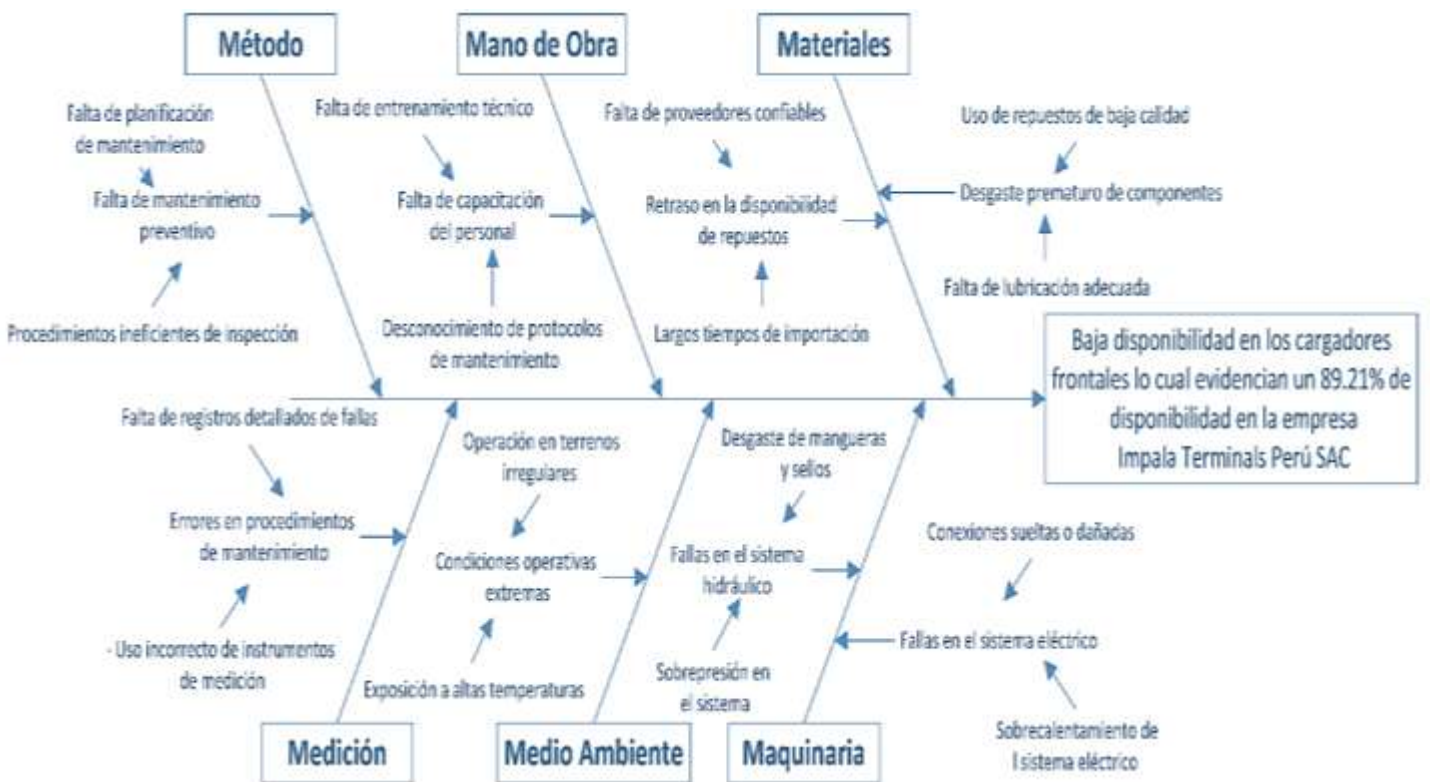 Método
Mano de Obra
Materiales
Falta de planificación
de mantenimiento
Falta de mantenimiento
preventivo
Procedimientos ineficientes de inspección
Falta de entrenamiento técnico
Falta de capacitación
del personal
Desconocimiento de protocolos
de mantenimiento
Falta de proveedores confiables
Retraso en la disponibilidad
de repuestos
Largos tiempos de importación
Uso de repuestos de baja calidad
Desgaste prematuro de componentes
Falta de lubricación adecuada
Baja disponibilidad en los cargadores
frontales lo cual evidencian un 89.21% de
disponibilidad en la empresa
Impala Terminals Perú SAC
Falta de registros detallados de fallas
Errores en procedimientos
de mantenimiento
- Uso incorrecto de instrumentos
de medición
Operación en terrenos
irregulares
Condiciones operativas
extremas
Exposición a altas temperaturas
Desgaste de mangueras
y sellos
Fallas en el sistema
hidráulico
Sobrepresión en
el sistema
Conexiones sueltas o dañadas
Fallas en el sistema eléctrico
Sobrecalentamiento de
l sistema eléctrico
Medición
Medio Ambiente
Maquinaria